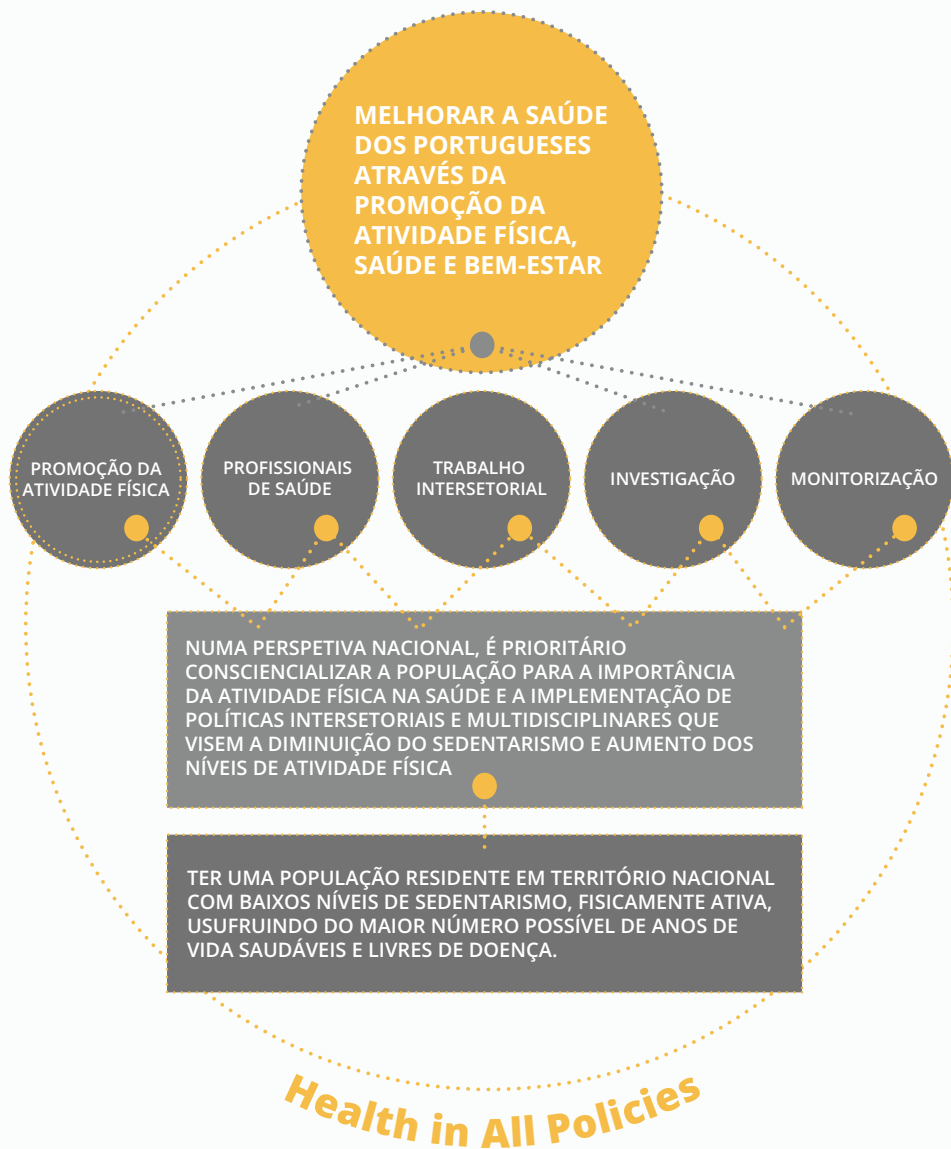 MELHORAR A SAÚDE
DOS PORTUGUESES
ATRAVÉS DA
PROMOÇÃO DA
ATIVIDADE FÍSICA,
SAÚDE E BEM-ESTAR
PROMOÇÃO DA
ATIVIDADE FÍSICA
PROFISSIONAIS
DE SAÚDE
TRABALHO
INTERSETORIAL
INVESTIGAÇÃO
MONITORIZAÇÃO
NUMA PERSPETIVA NACIONAL, É PRIORITÁRIO
CONSCIENCIALIZAR A POPULAÇÃO PARA A IMPORTÂNCIA
DA ATIVIDADE FÍSICA NA SAÚDE E A IMPLEMENTAÇÃO DE
POLÍTICAS INTERSETORIAIS E MULTIDISCIPLINARES QUE
VISEM A DIMINUIÇÃO DO SEDENTARISMO E AUMENTO DOS
NÍVEIS DE ATIVIDADE FÍSICA
TER UMA POPULAÇÃO RESIDENTE EM TERRITÓRIO NACIONAL
COM BAIXOS NÍVEIS DE SEDENTARISMO, FISICAMENTE ATIVA,
USUFRUINDO DO MAIOR NÚMERO POSSÍVEL DE ANOS DE
VIDA SAUDÁVEIS E LIVRES DE DOENÇA.
Health in All Policies